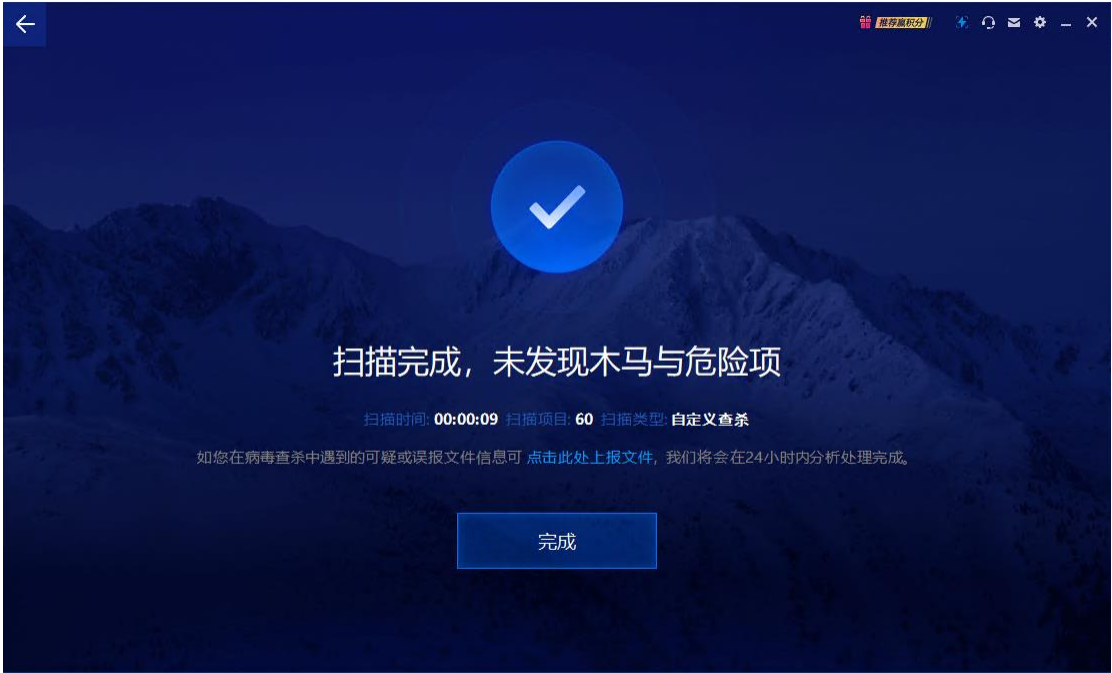 推荐赢积分
扫描完成，未发现木马与危险项
扫描时间: 00:00:09 扫描项目: 60 扫描类型: 自定义查杀
如您在病毒查杀中遇到的可疑或误报文件信息可 点击此处上报文件，我们将会在24小时内分析处理完成。
完成